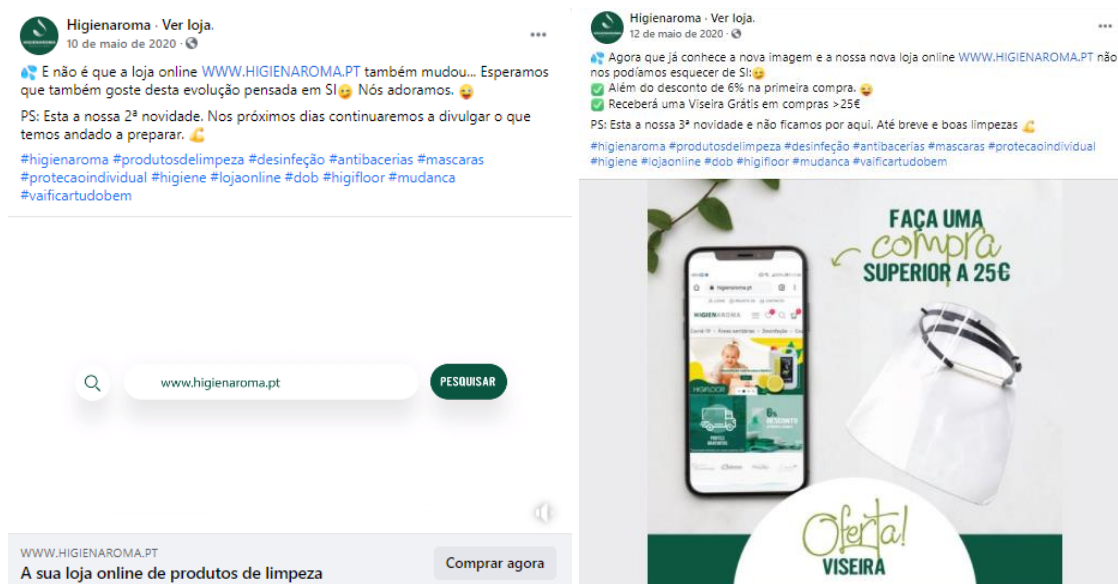 Higienaroma · Ver loja.
10 de maio de 2020 ·
E não é que a loja online WWW.HIGIENAROMA.PT também mudou... Esperamos
que também goste desta evolução pensada em SI Nós adoramos.
PS: Esta a nossa 2ª novidade. Nos próximos dias continuaremos a divulgar o que
temos andado a preparar.
#higienaroma #produtosdelimpeza #desinfeção #antibacerias #mascaras
#protecaoindividual #higiene #lojaonline #dob #higifloor #mudanca
#vaificartudobem
www.higienaroma.pt
PESQUISAR
WWW.HIGIENAROMA.PT
A sua loja online de produtos de limpeza
Comprar agora
Higienaroma · Ver loja.
12 de maio de 2020 ·
Agora que já conhece a nova imagem e a nossa nova loja online WWW.HIGIENAROMA.PT não
nos podíamos esquecer de SI:
Além do desconto de 6% na primeira compra.
Receberá uma Viseira Grátis em compras >25€
PS: Esta a nossa 3ª novidade e não ficamos por aqui. Até breve e boas limpezas
#higienaroma #produtosdelimpeza #desinfeção #antibacerias #mascaras #protecaoindividual
#higiene #lojaonline #dob #higifloor #mudanca #vaificartudobem
FAÇA UMA
compra
SUPERIOR A 25€
higienaroma.pt
HIGIENAROMA
HIGIFLOOR
6%
DESCONTO
PORTES
GRATUITOS
Oferta!
VISEIRA